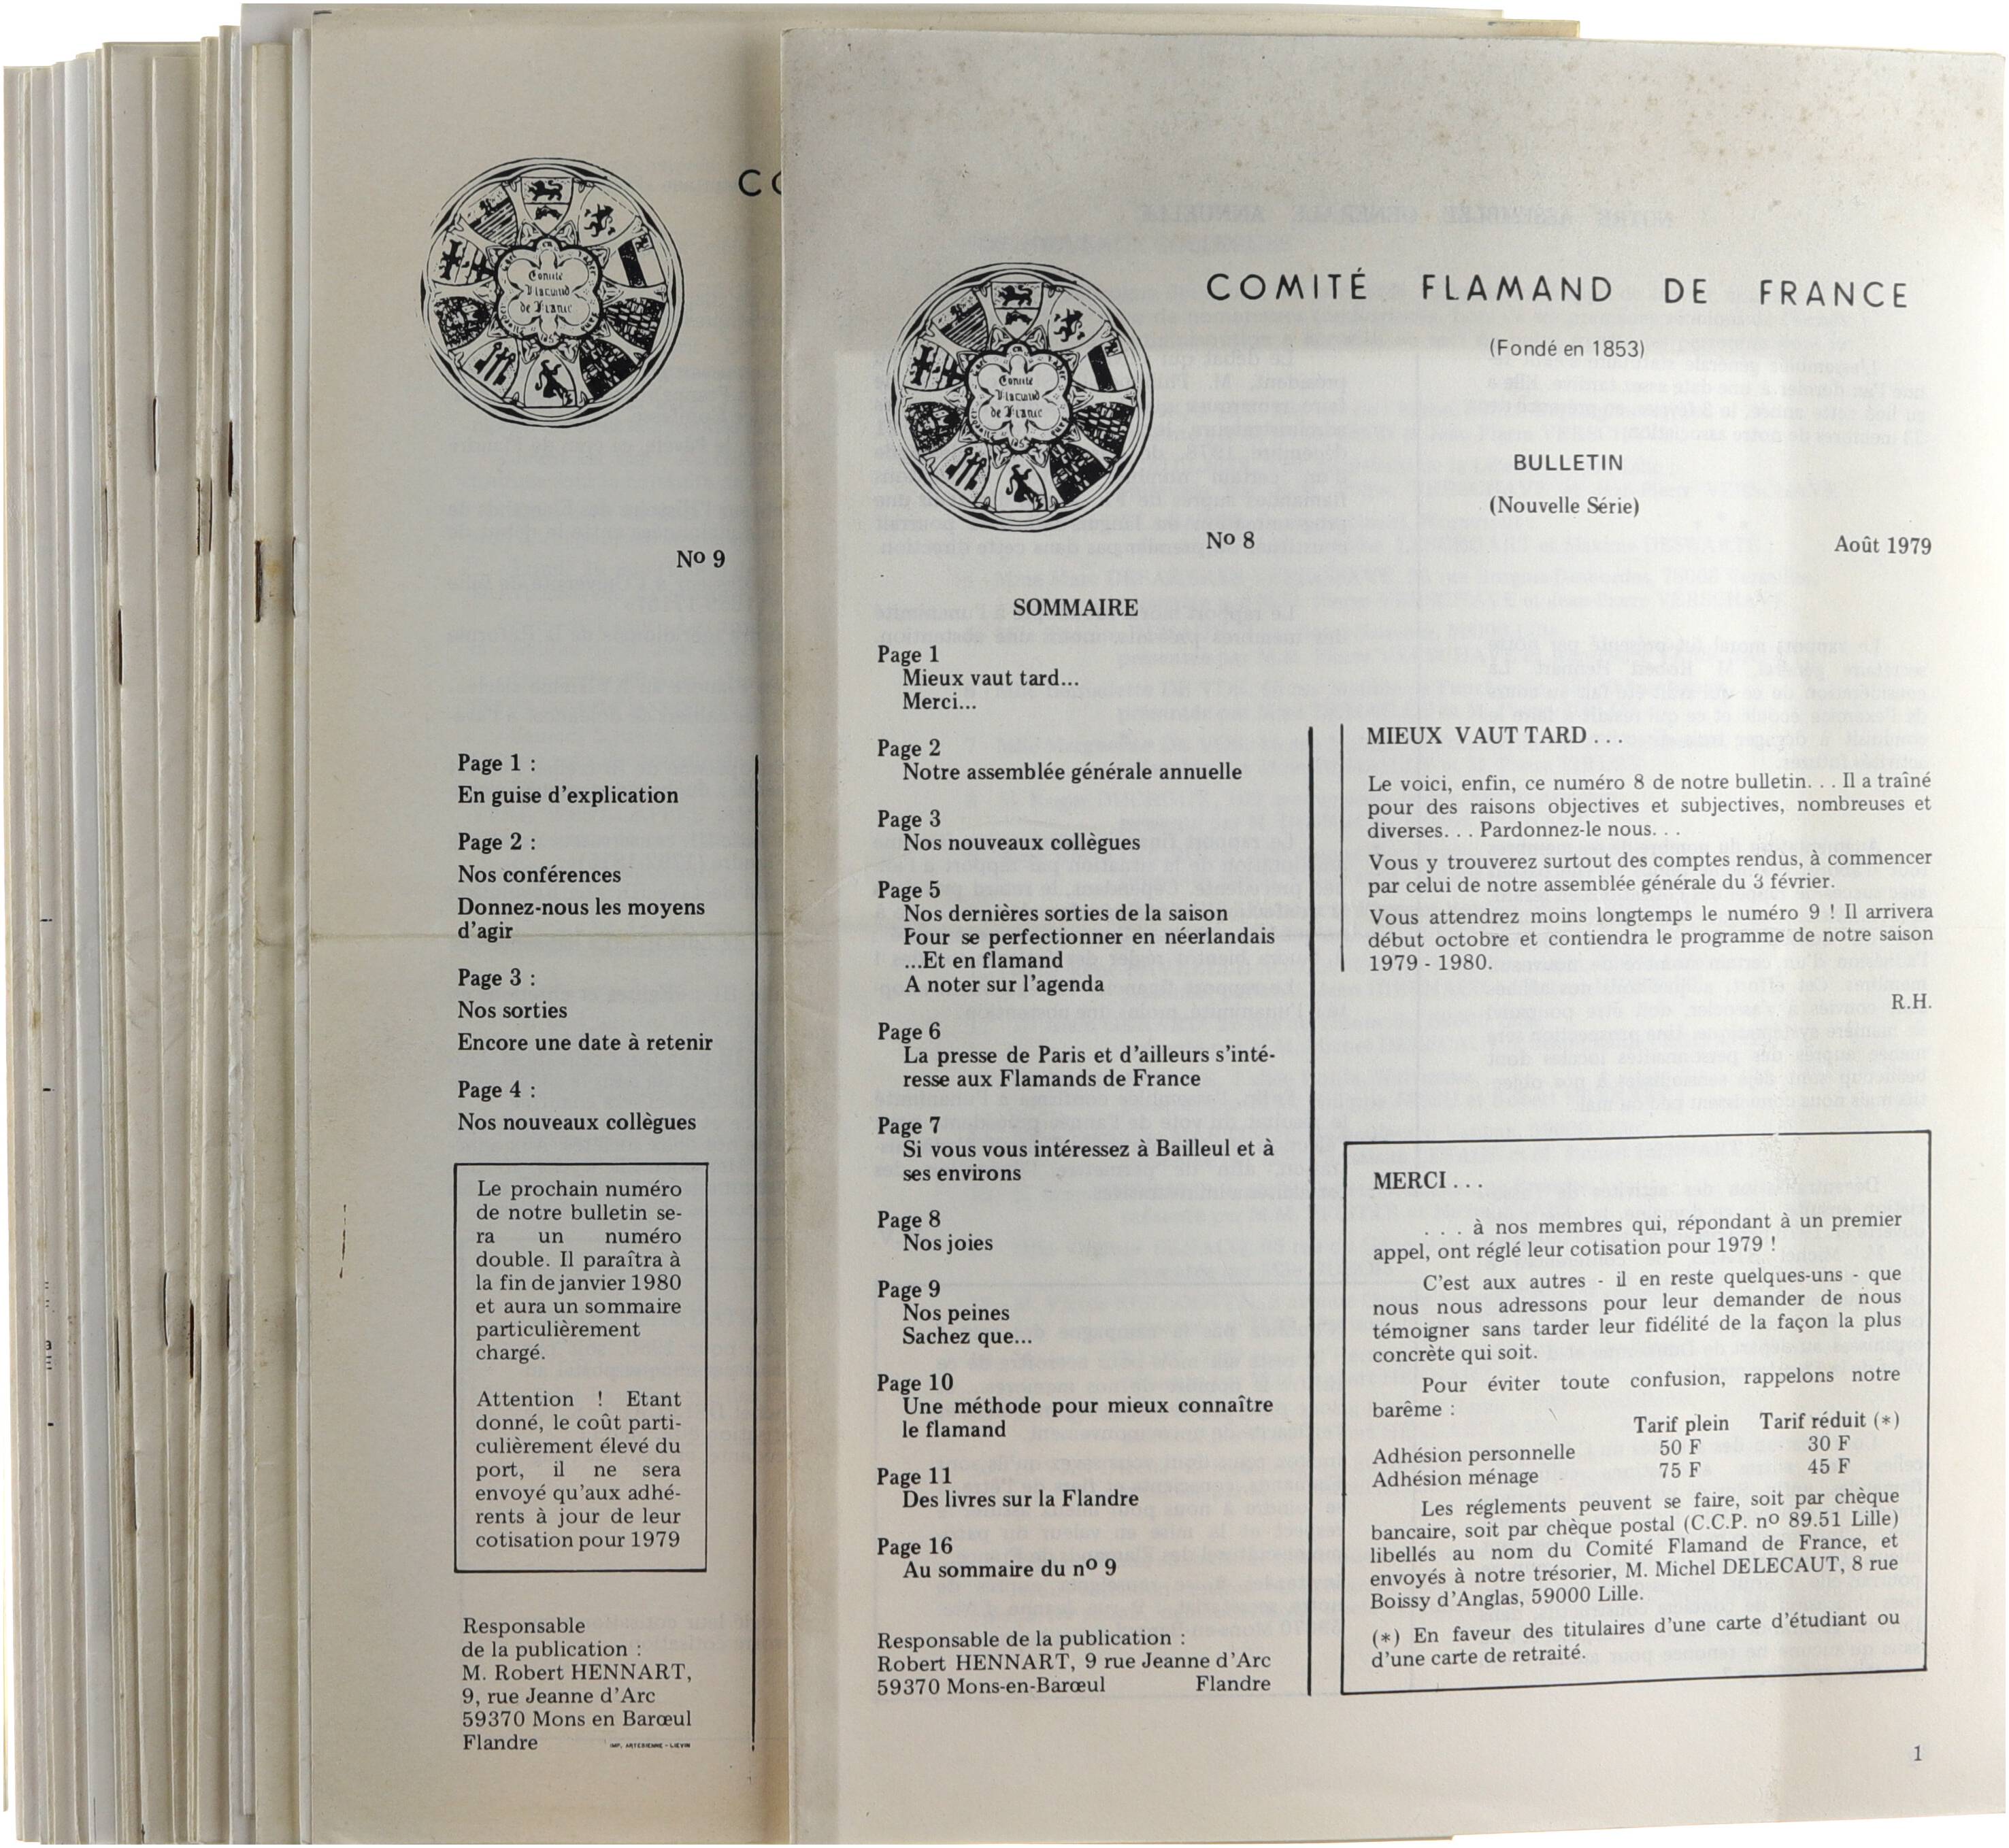 CO
Comité
Flamand
de France
No 9
Page 1 :
En guise d'explication
Page 2 :
Nos conférences
Donnez-nous les moyens
d'agir
Page 3 :
Nos sorties
Encore une date à retenir
Page 4 :
Nos nouveaux collègues
Le prochain numéro
de notre bulletin se-
ra un numéro
double. Il paraîtra à
la fin de janvier 1980
et aura un sommaire
particulièrement
chargé.
Attention ! Etant
donné, le coût parti-
culièrement élevé du
port, il ne sera
envoyé qu'aux adhé-
rents à jour de leur
cotisation pour 1979
Responsable
de la publication :
M. Robert HENNART,
9, rue Jeanne d'Arc
59370 Mons en Barœul
Flandre
IMP. ARTESIENNE - LIEVIN
COMITÉ FLAMAND DE FRANCE
(Fondé en 1853)
Comité
Flamand
de France
BULLETIN
(Nouvelle Série)
No 8
Août 1979
SOMMAIRE
Page 1
Mieux vaut tard...
Merci...
Page 2
Notre assemblée générale annuelle
Page 3
Nos nouveaux collègues
Page 5
Nos dernières sorties de la saison
Pour se perfectionner en néerlandais
...Et en flamand
A noter sur l'agenda
Page 6
La presse de Paris et d'ailleurs s'inté-
resse aux Flamands de France
Page 7
Si vous vous intéressez à Bailleul et à
ses environs
Page 8
Nos joies
Page 9
Nos peines
Sachez que...
Page 10
Une méthode pour mieux connaître
le flamand
Page 11
Des livres sur la Flandre
Page 16
Au sommaire du no 9
Responsable de la publication :
Robert HENNART, 9 rue Jeanne d'Arc
59370 Mons-en-Barœul Flandre
MIEUX VAUT TARD . . .
Le voici, enfin, ce numéro 8 de notre bulletin. . . Il a traîné
pour des raisons objectives et subjectives, nombreuses et
diverses. . . Pardonnez-le nous. . .
Vous y trouverez surtout des comptes rendus, à commencer
par celui de notre assemblée générale du 3 février.
Vous attendrez moins longtemps le numéro 9 ! Il arrivera
début octobre et contiendra le programme de notre saison
1979 - 1980.
R.H.
MERCI . . .
. . . à nos membres qui, répondant à un premier
appel, ont réglé leur cotisation pour 1979 !
C'est aux autres - il en reste quelques-uns - que
nous nous adressons pour leur demander de nous
témoigner sans tarder leur fidélité de la façon la plus
concrète qui soit.
Pour éviter toute confusion, rappelons notre
barême :
Tarif plein Tarif réduit (*)
Adhésion personnelle 50 F 30 F
Adhésion ménage 75 F 45 F
Les réglements peuvent se faire, soit par chèque
bancaire, soit par chèque postal (C.C.P. no 89.51 Lille)
libellés au nom du Comité Flamand de France, et
envoyés à notre trésorier, M. Michel DELECAUT, 8 rue
Boissy d'Anglas, 59000 Lille.
(*) En faveur des titulaires d'une carte d'étudiant ou
d'une carte de retraité.
1